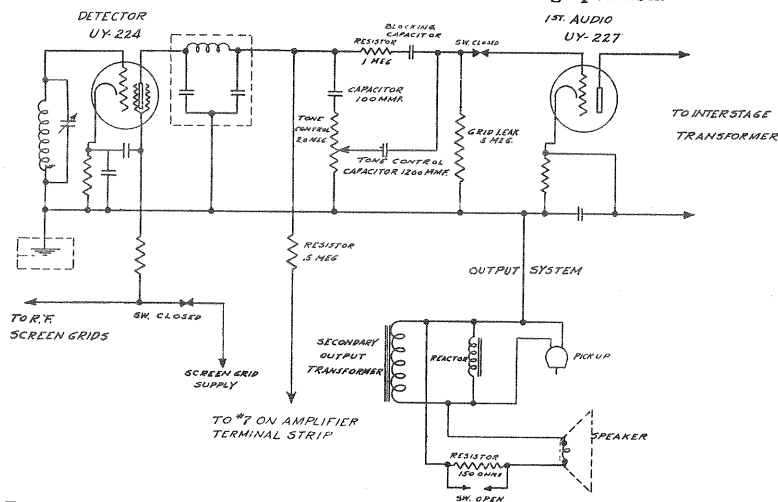 DETECTOR
UY-224
1ST. AUDIO
UY-227
BLOCKING
CAPACITOR
RESISTOR
1 MEG
SW. CLOSED
CAPACITOR
100 MMF.
TONE
CONTROL
2.0 MEG
TONE CONTROL
CAPACITOR 1200 MMF.
GRID LEAK
.5 MEG.
TO INTERSTAGE
TRANSFORMER
RESISTOR
.5 MEG
OUTPUT SYSTEM
TO R.F.
SCREEN GRIDS
SW. CLOSED
SCREEN GRID
SUPPLY
SECONDARY
OUTPUT
TRANSFORMER
REACTOR
PICK UP
TO #7 ON AMPLIFIER
TERMINAL STRIP
SPEAKER
RESISTOR
150 OHMS
SW. OPEN